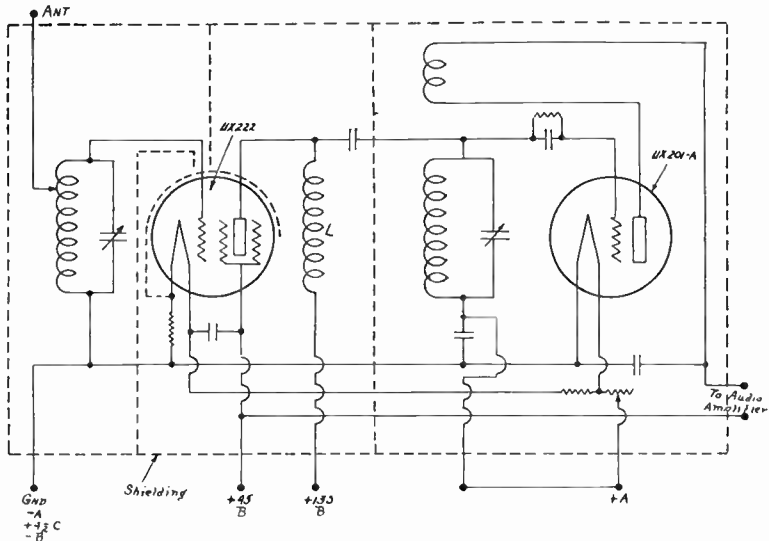 ANT
UX222
UX201-A
L
To Audio
Amplifier
Shielding
GND
-A
+4½ C
-B
+45
B
+135
B
+A